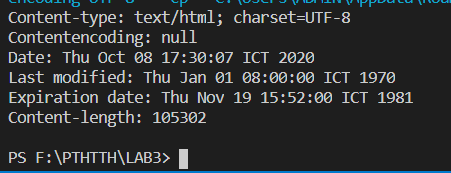 Content-type: text/html; charset=UTF-8
Contentencoding: null
Date: Thu Oct 08 17:30:07 ICT 2020
Last modified: Thu Jan 01 08:00:00 ICT 1970
Expiration date: Thu Nov 19 15:52:00 ICT 1981
Content-length: 105302
PS F:\PTHTTH\LAB3>